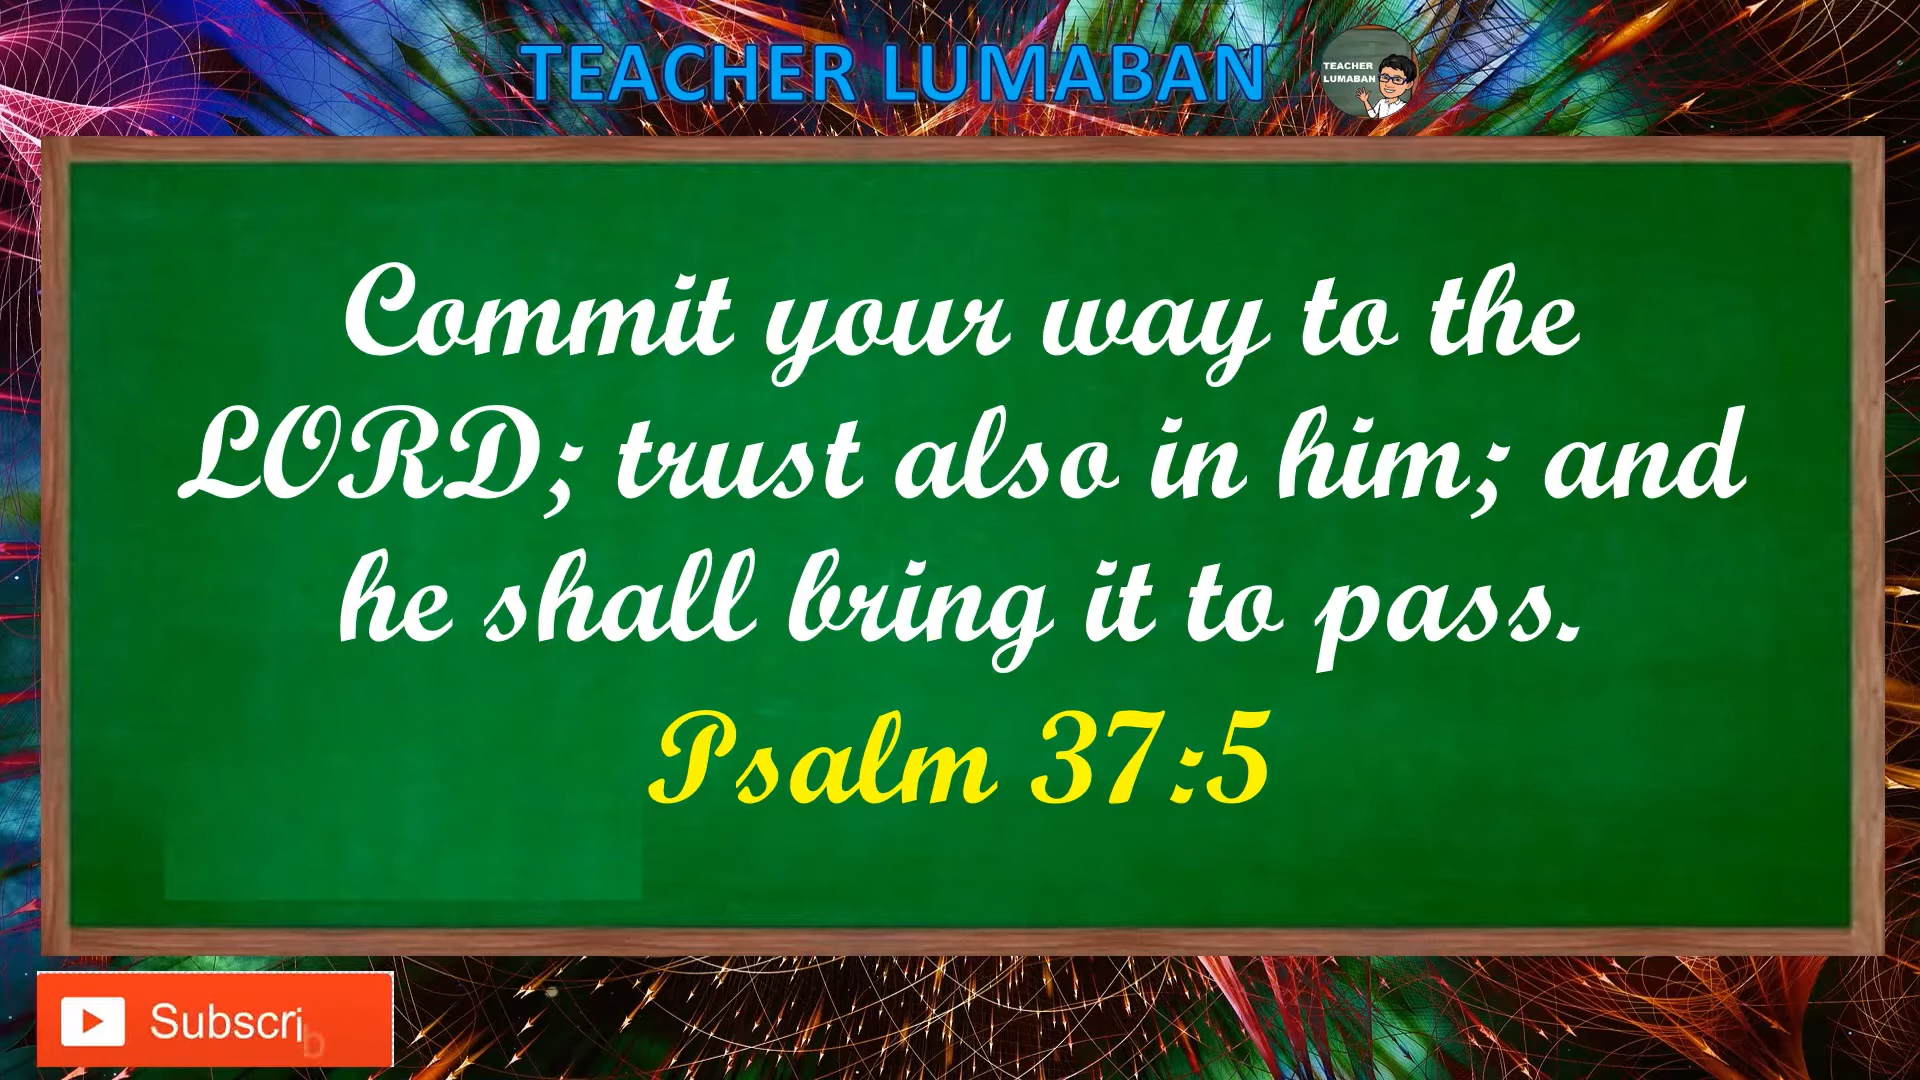 TEACHER LUMABAN
TEACHER
LUMABAN
Commit your way to the
LORD; trust also in him; and
he shall bring it to pass.
Psalm 37:5
Subscrib